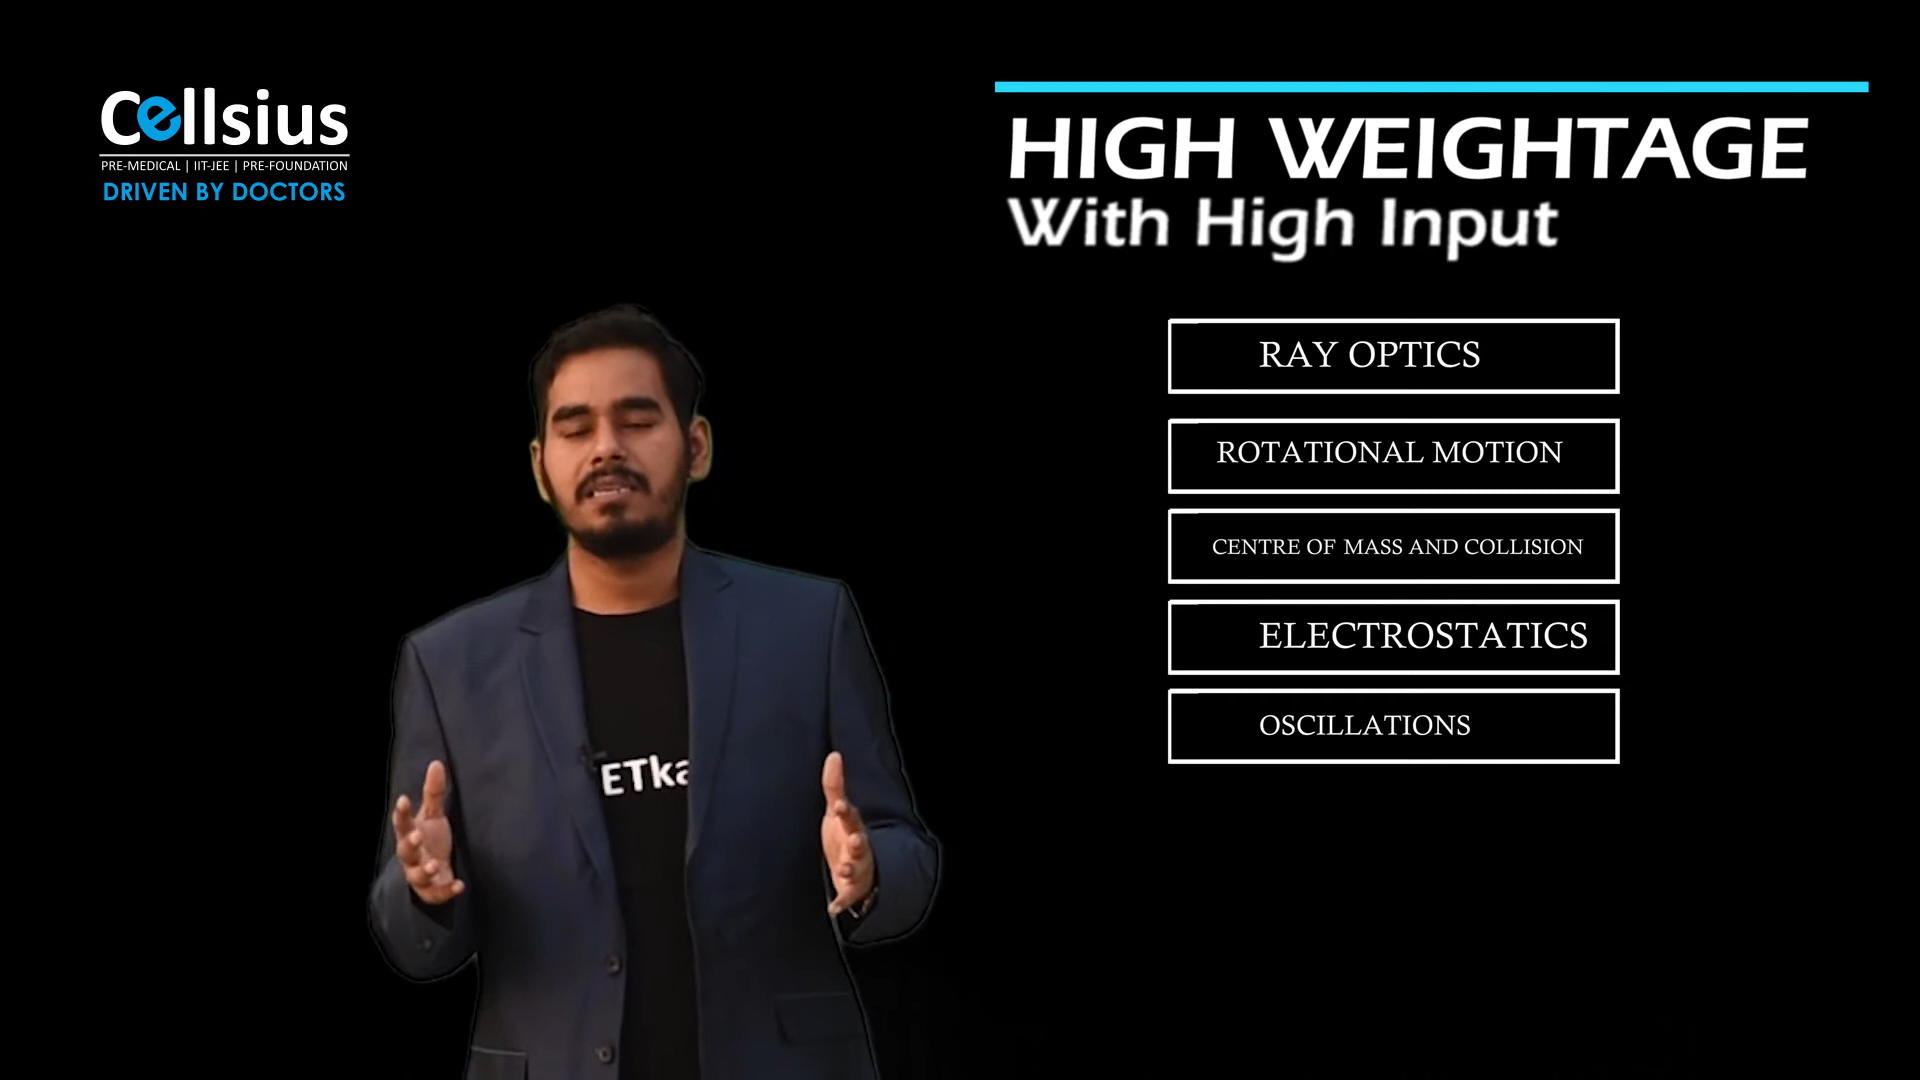 Cellsius
PRE-MEDICAL | IIT-JEE | PRE-FOUNDATION
DRIVEN BY DOCTORS
HIGH WEIGHTAGE
With High Input
RAY OPTICS
ROTATIONAL MOTION
CENTRE OF MASS AND COLLISION
ELECTROSTATICS
OSCILLATIONS
ETka